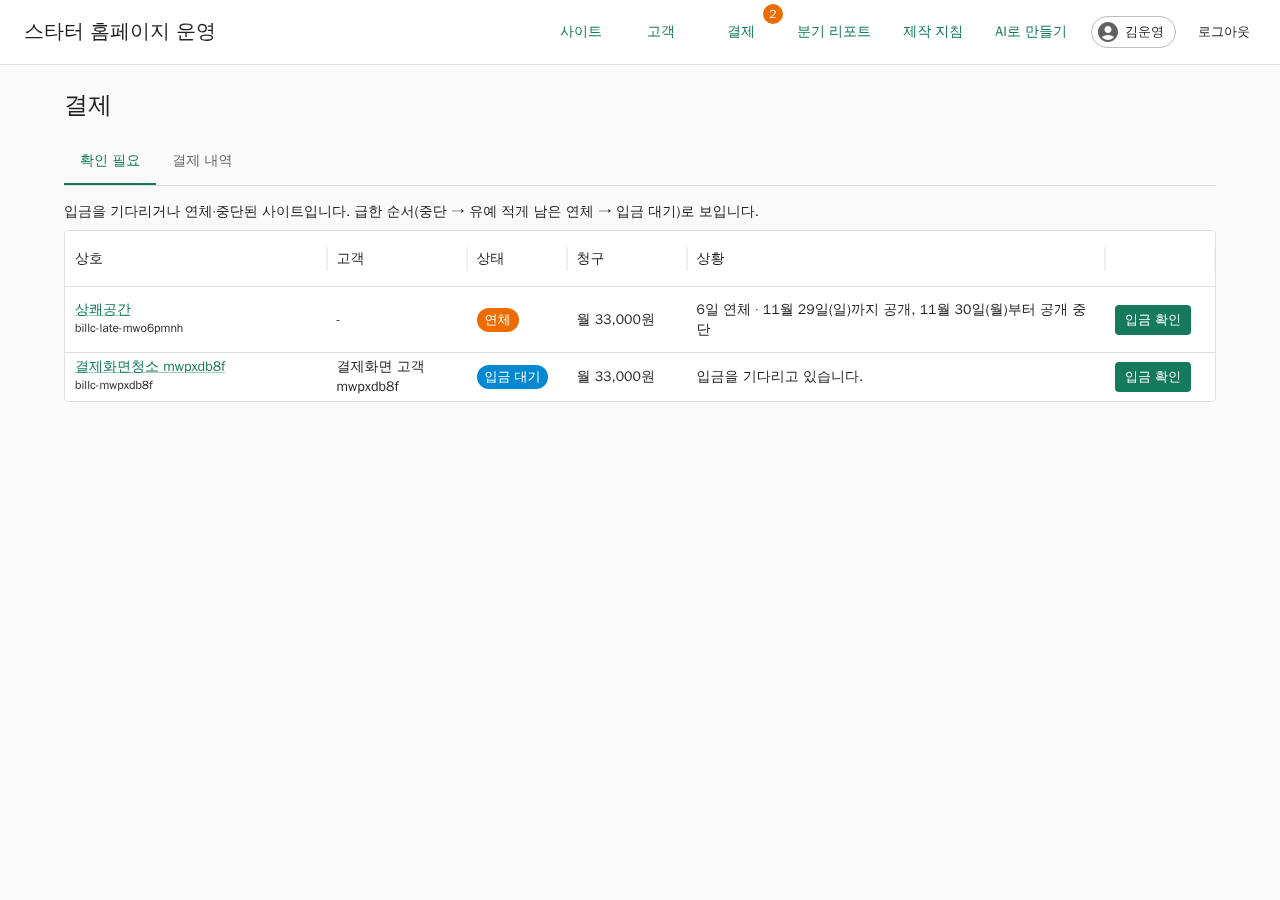 스타터 홈페이지 운영
사이트
고객
결제
2
분기 리포트
제작 지침
AI로 만들기
김운영
로그아웃
결제
확인 필요
결제 내역
입금을 기다리거나 연체·중단된 사이트입니다. 급한 순서(중단 → 유예 적게 남은 연체 → 입금 대기)로 보입니다.
상호
고객
상태
청구
상황
상쾌공간
billc-late-mwo6pmnh
-
연체
월 33,000원
6일 연체 · 11월 29일(일)까지 공개, 11월 30일(월)부터 공개 중
단
입금 확인
결제화면청소 mwpxdb8f
billc-mwpxdb8f
결제화면 고객
mwpxdb8f
입금 대기
월 33,000원
입금을 기다리고 있습니다.
입금 확인